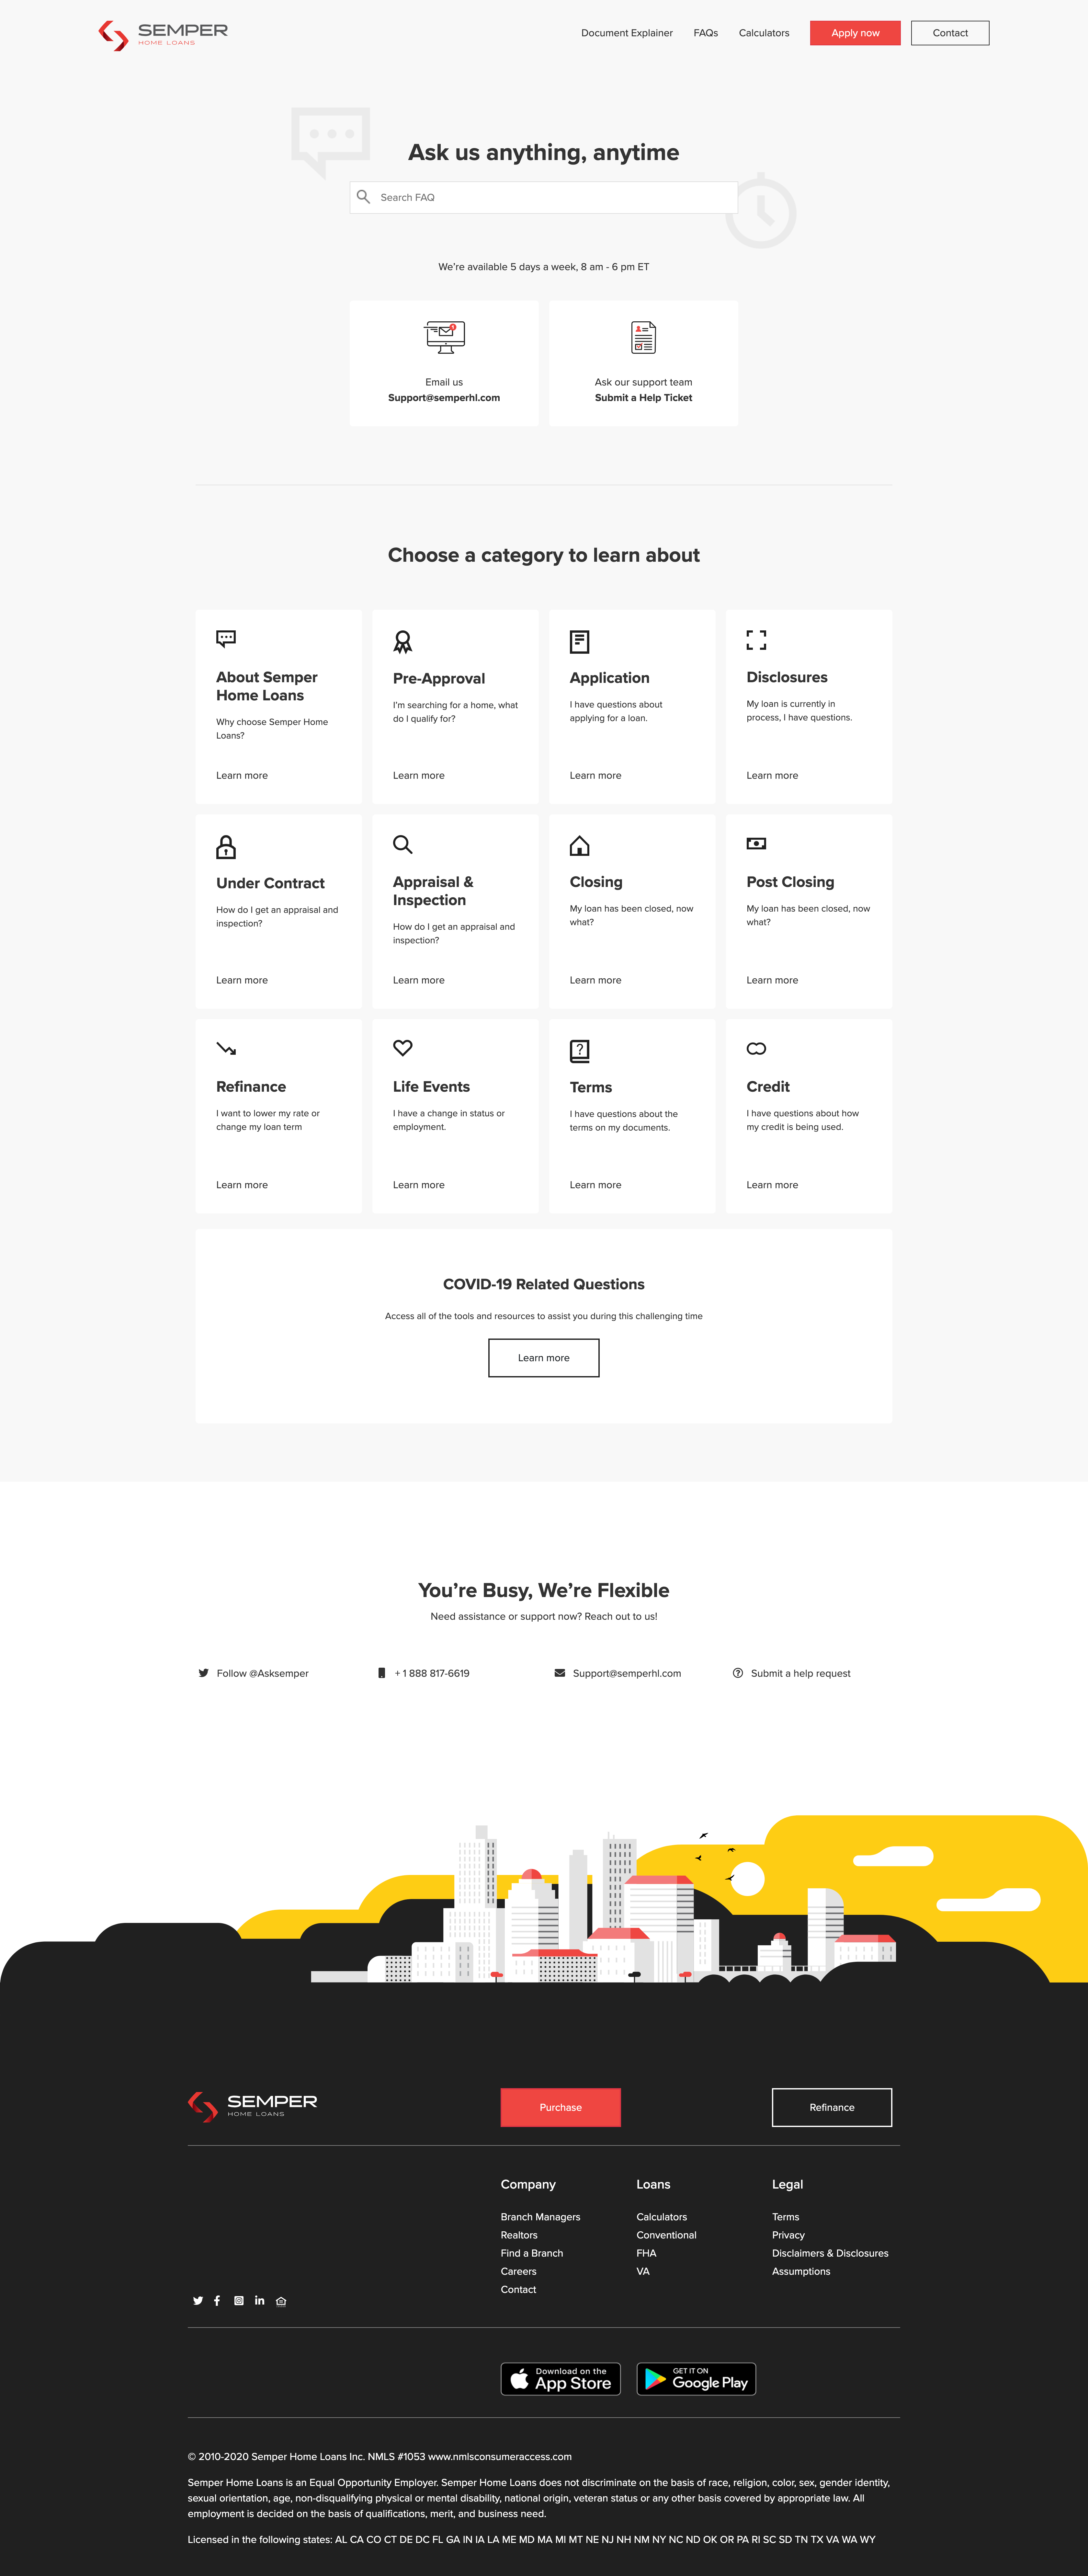 SEMPER
HOME LOANS
Document Explainer
FAQs
Calculators
Apply now
Contact
Ask us anything, anytime
Search FAQ
We’re available 5 days a week, 8 am - 6 pm ET
Email us
Support@semperhl.com
Ask our support team
Submit a Help Ticket
Choose a category to learn about
About Semper
Home Loans
Why choose Semper Home
Loans?
Learn more
Pre-Approval
I’m searching for a home, what
do I qualify for?
Learn more
Application
I have questions about
applying for a loan.
Learn more
Disclosures
My loan is currently in
process, I have questions.
Learn more
Under Contract
How do I get an appraisal and
inspection?
Learn more
Appraisal &
Inspection
How do I get an appraisal and
inspection?
Learn more
Closing
My loan has been closed, now
what?
Learn more
Post Closing
My loan has been closed, now
what?
Learn more
Refinance
I want to lower my rate or
change my loan term
Learn more
Life Events
I have a change in status or
employment.
Learn more
Terms
I have questions about the
terms on my documents.
Learn more
Credit
I have questions about how
my credit is being used.
Learn more
COVID-19 Related Questions
Access all of the tools and resources to assist you during this challenging time
Learn more
You’re Busy, We’re Flexible
Need assistance or support now? Reach out to us!
Follow @Asksemper
+ 1 888 817-6619
Support@semperhl.com
Submit a help request
SEMPER
HOME LOANS
Purchase
Refinance
Company
Branch Managers
Realtors
Find a Branch
Careers
Contact
Loans
Calculators
Conventional
FHA
VA
Legal
Terms
Privacy
Disclaimers & Disclosures
Assumptions
Download on the
App Store
GET IT ON
Google Play
© 2010-2020 Semper Home Loans Inc. NMLS #1053 www.nmlsconsumeraccess.com
Semper Home Loans is an Equal Opportunity Employer. Semper Home Loans does not discriminate on the basis of race, religion, color, sex, gender identity,
sexual orientation, age, non-disqualifying physical or mental disability, national origin, veteran status or any other basis covered by appropriate law. All
employment is decided on the basis of qualifications, merit, and business need.
Licensed in the following states: AL CA CO CT DE DC FL GA IN IA LA ME MD MA MI MT NE NJ NH NM NY NC ND OK OR PA RI SC SD TN TX VA WA WY